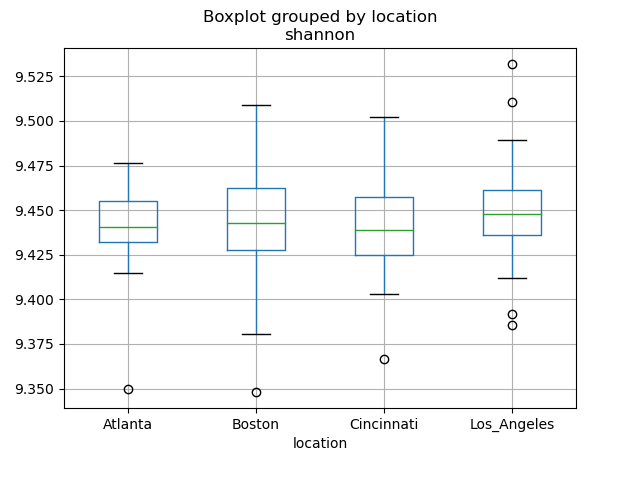 Boxplot grouped by location
shannon
9.525
9.500
9.475
9.450
9.425
9.400
9.375
9.350
Atlanta Boston Cincinnati Los_Angeles
location